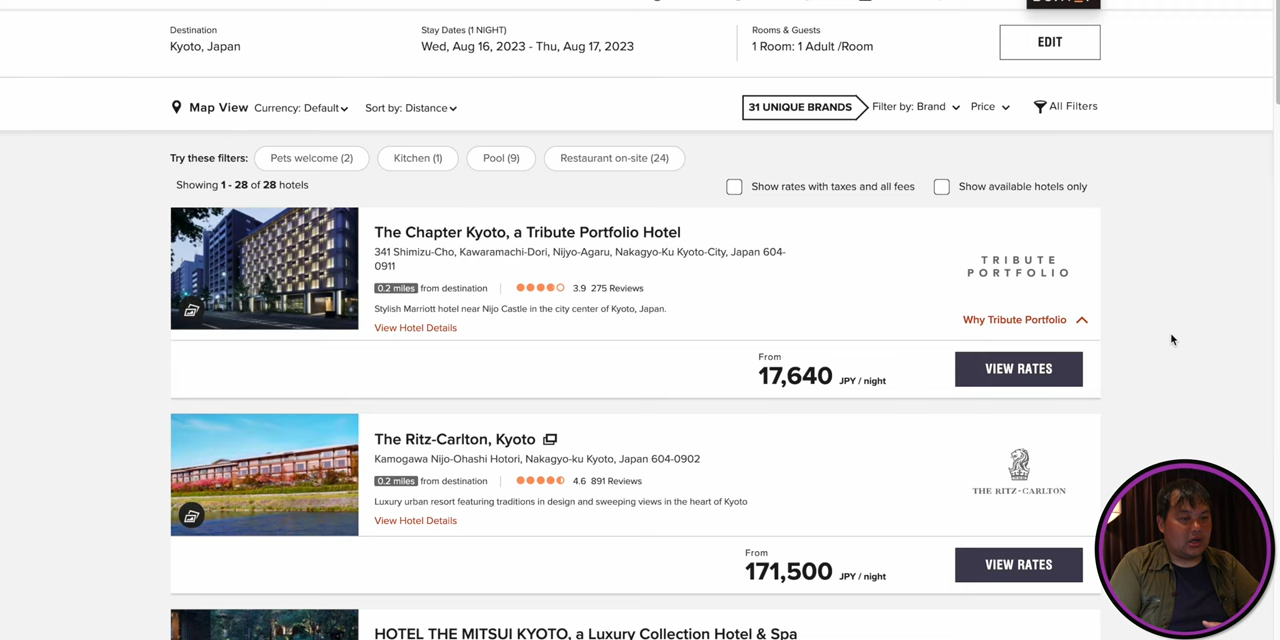 Destination
Kyoto, Japan
Stay Dates (1 NIGHT)
Wed, Aug 16, 2023 - Thu, Aug 17, 2023
Rooms & Guests
1 Room: 1 Adult /Room
EDIT
Map View
Currency: Default
Sort by: Distance
31 UNIQUE BRANDS
Filter by: Brand
Price
All Filters
Try these filters:
Pets welcome (2)
Kitchen (1)
Pool (9)
Restaurant on-site (24)
Showing 1 - 28 of 28 hotels
Show rates with taxes and all fees
Show available hotels only
The Chapter Kyoto, a Tribute Portfolio Hotel
341 Shimizu-Cho, Kawaramachi-Dori, Nijyo-Agaru, Nakagyo-Ku Kyoto-City, Japan 604-
0911
0.2 miles from destination
3.9 275 Reviews
Stylish Marriott hotel near Nijo Castle in the city center of Kyoto, Japan.
View Hotel Details
TRIBUTE
PORTFOLIO
Why Tribute Portfolio
From
17,640 JPY / night
VIEW RATES
The Ritz-Carlton, Kyoto
Kamogawa Nijo-Ohashi Hotori, Nakagyo-ku Kyoto, Japan 604-0902
0.2 miles from destination
4.6 891 Reviews
Luxury urban resort featuring traditions in design and sweeping views in the heart of Kyoto
View Hotel Details
THE RITZ-CARLTON
From
171,500 JPY / night
VIEW RATES
HOTEL THE MITSUI KYOTO, a Luxury Collection Hotel & Spa